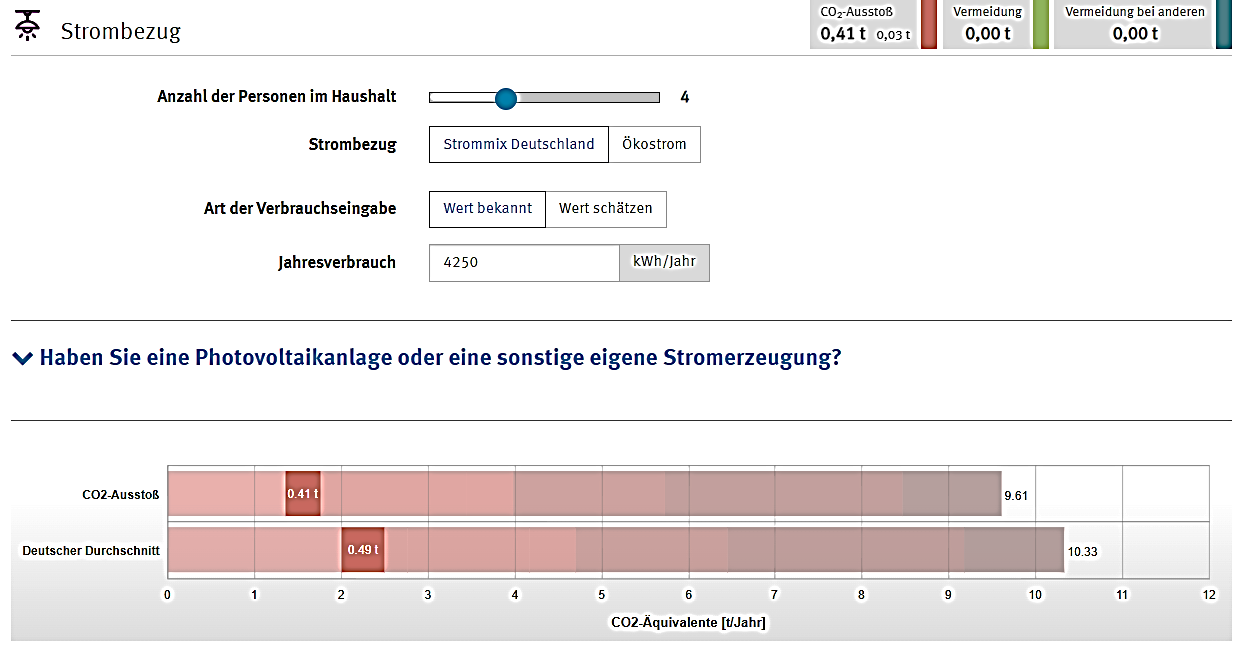 Strombezug
CO₂-Ausstoß
0,41 t 0,03 t
Vermeidung
0,00 t
Vermeidung bei anderen
0,00 t
Anzahl der Personen im Haushalt 4
Strombezug Strommix Deutschland Ökostrom
Art der Verbrauchseingabe Wert bekannt Wert schätzen
Jahresverbrauch 4250 kWh/Jahr
Haben Sie eine Photovoltaikanlage oder eine sonstige eigene Stromerzeugung?
CO2-Ausstoß 0.41 t 9.61
Deutscher Durchschnitt 0.49 t 10.33
0 1 2 3 4 5 6 7 8 9 10 11 12
CO2-Äquivalente [t/Jahr]